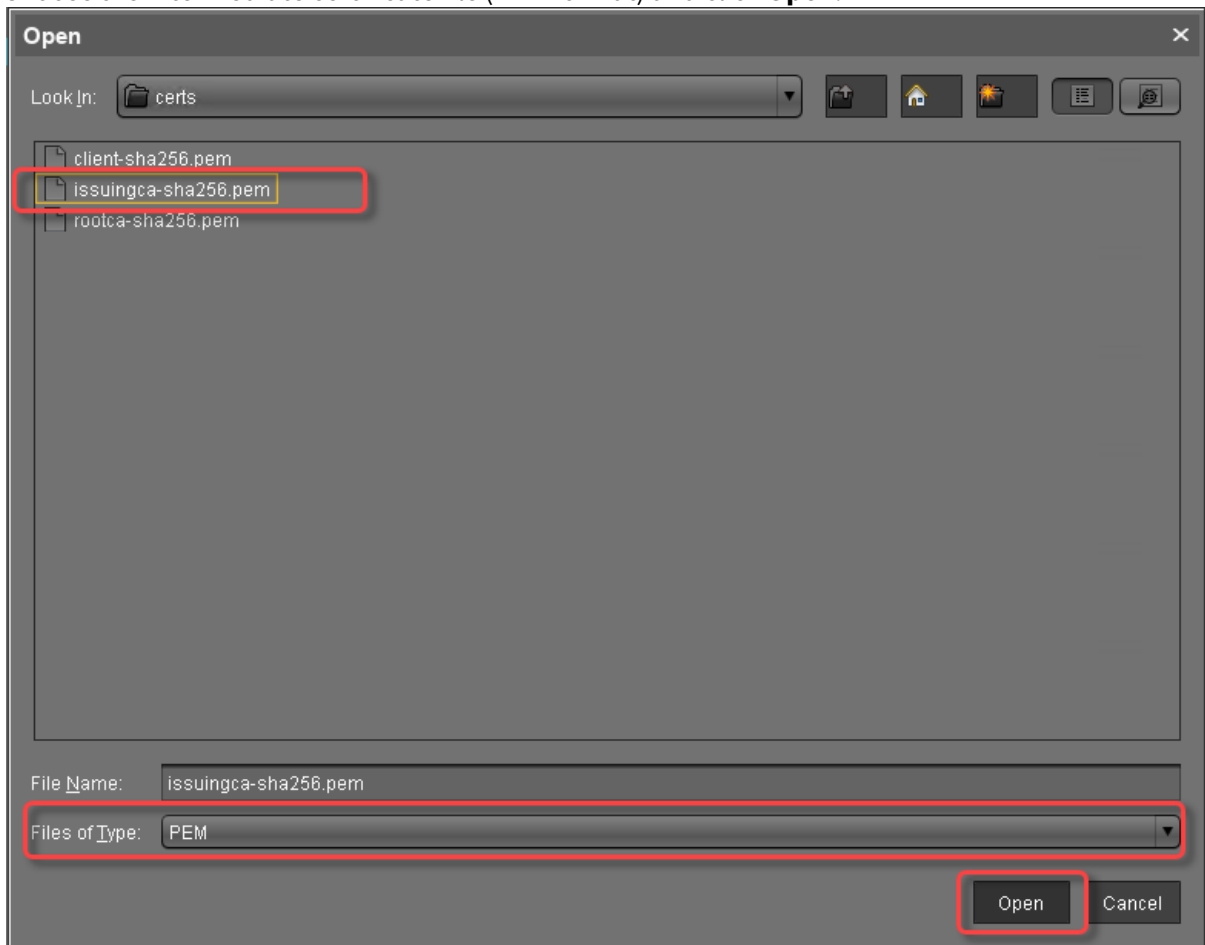 Open
Look In: certs
client-sha256.pem
issuingca-sha256.pem
rootca-sha256.pem
File Name: issuingca-sha256.pem
Files of Type: PEM
Open Cancel